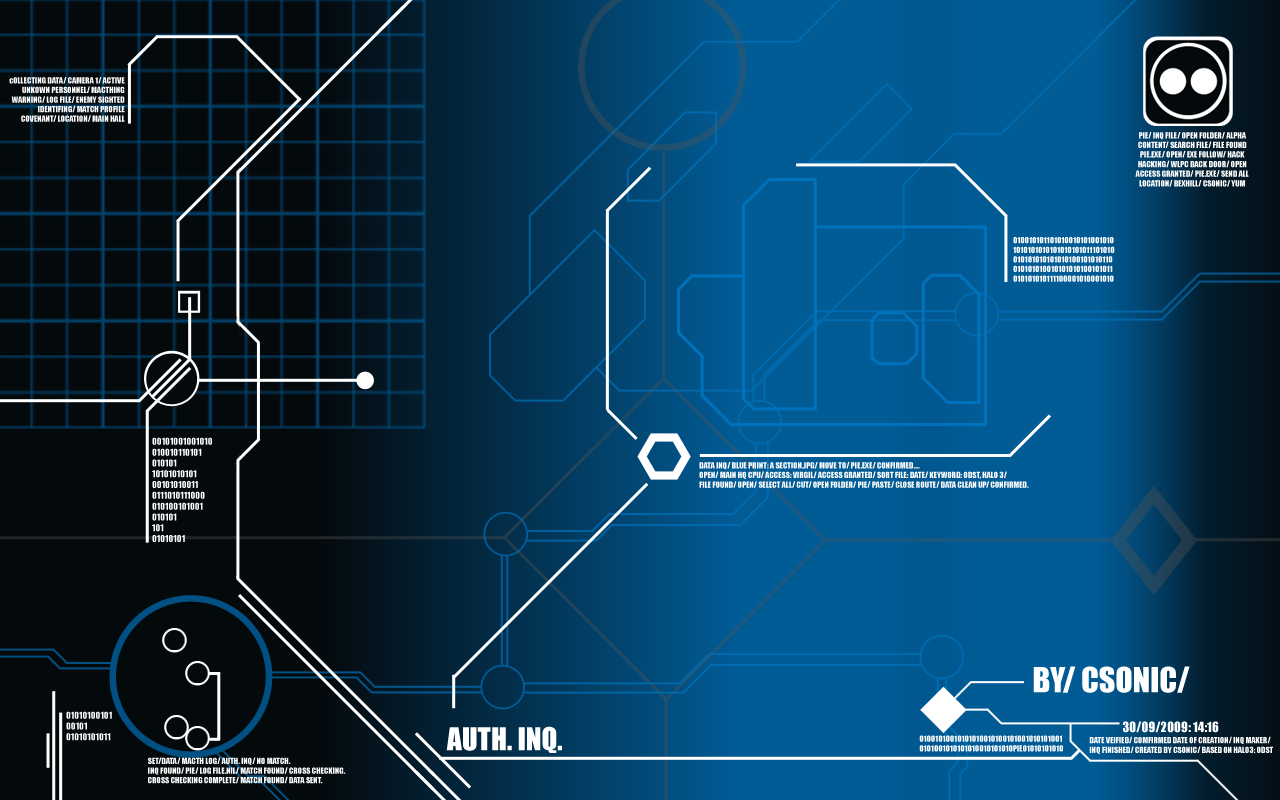 cOLLECTING DATA/ CAMERA 1/ ACTIVE
UNKOWN PERSONNEL/ MACTHING
WARNING/ LOG FILE/ ENEMY SIGHTED
IDENTIFING/ MATCH PROFILE
COVENANT/ LOCATION/ MAIN HALL
PIE/ INQ FILE/ OPEN FOLDER/ ALPHA
CONTENT/ SEARCH FILE/ FILE FOUND
PIE.EXE/ OPEN/ EXE FOLLOW/ HACK
HACKING/ WLPC BACK DOOR/ OPEN
ACCESS GRANTED/ PIE.EXE/ SEND ALL
LOCATION/ BEXHILL/ CSONIC/ YUM
010010101101010010101001010
1010101010101010101011101010
0101010101010101001010110
0101010010101010100101011
0101010101111000001010001010
00101001001010
010010110101
010101
10101010101
00101010011
0111010111000
010100101001
010101
101
01010101
DATA INQ/ BLUE PRINT: A SECTION.JPG/ MOVE TO/ PIE.EXE/ CONFIRMED....
OPEN/ MAIN HQ CPU/ ACCESS: VIRGIL/ ACCESS GRANTED/ SORT FILE: DATE/ KEYWORD: ODST, HALO 3/
FILE FOUND/ OPEN/ SELECT ALL/ CUT/ OPEN FOLDER/ PIE/ PASTE/ CLOSE ROUTE/ DATA CLEAN UP/ CONFIRMED.
01010100101
00101
01010101011
SET/DATA/ MACTH LOG/ AUTH. INQ/ NO MATCH.
INQ FOUND/ PIE/ LOG FILE.NIL/ MATCH FOUND/ CROSS CHECKING.
CROSS CHECKING COMPLETE/ MATCH FOUND/ DATA SENT.
AUTH. INQ.
BY/ CSONIC/
30/09/2009: 14:16
DATE VEIFIED/ COMFIRMED DATE OF CREATION/ INQ MAKER/
INQ FINISHED/ CREATED BY CSONIC/ BASED ON HALO3: ODST